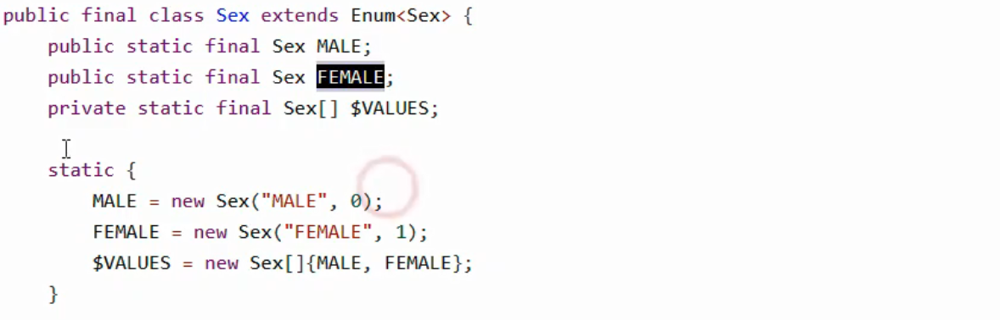 public final class Sex extends Enum<Sex> {
    public static final Sex MALE;
    public static final Sex FEMALE;
    private static final Sex[] $VALUES;
    static {
        MALE = new Sex("MALE", 0);
        FEMALE = new Sex("FEMALE", 1);
        $VALUES = new Sex[]{MALE, FEMALE};
    }